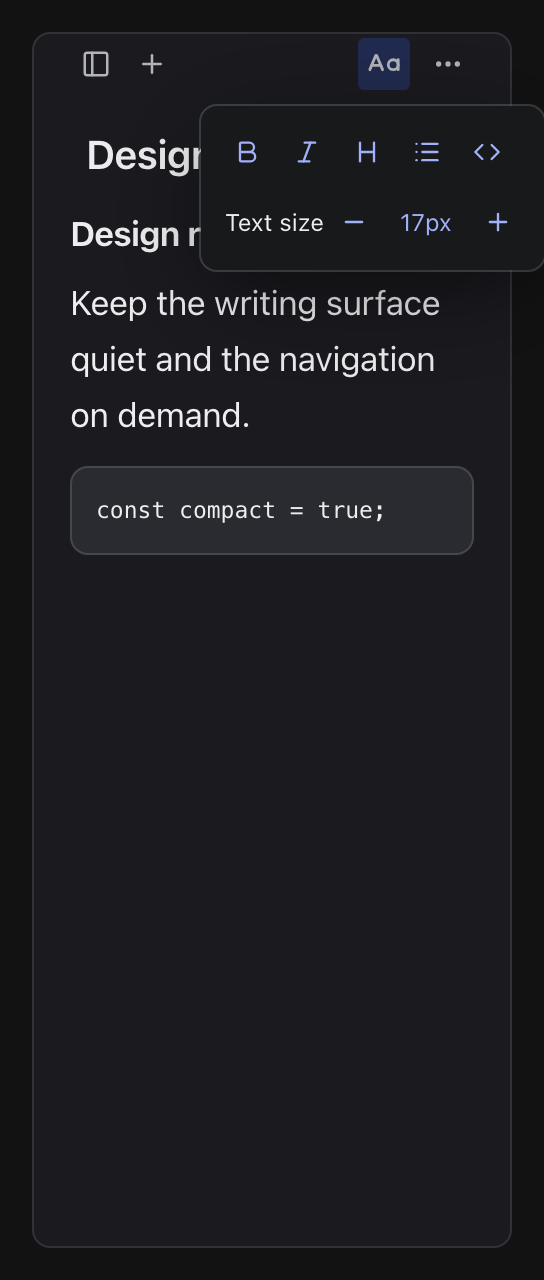 Aa
Desig
B I H
Text size 17px
Design
Keep the writing surface
quiet and the navigation
on demand.
const compact = true;